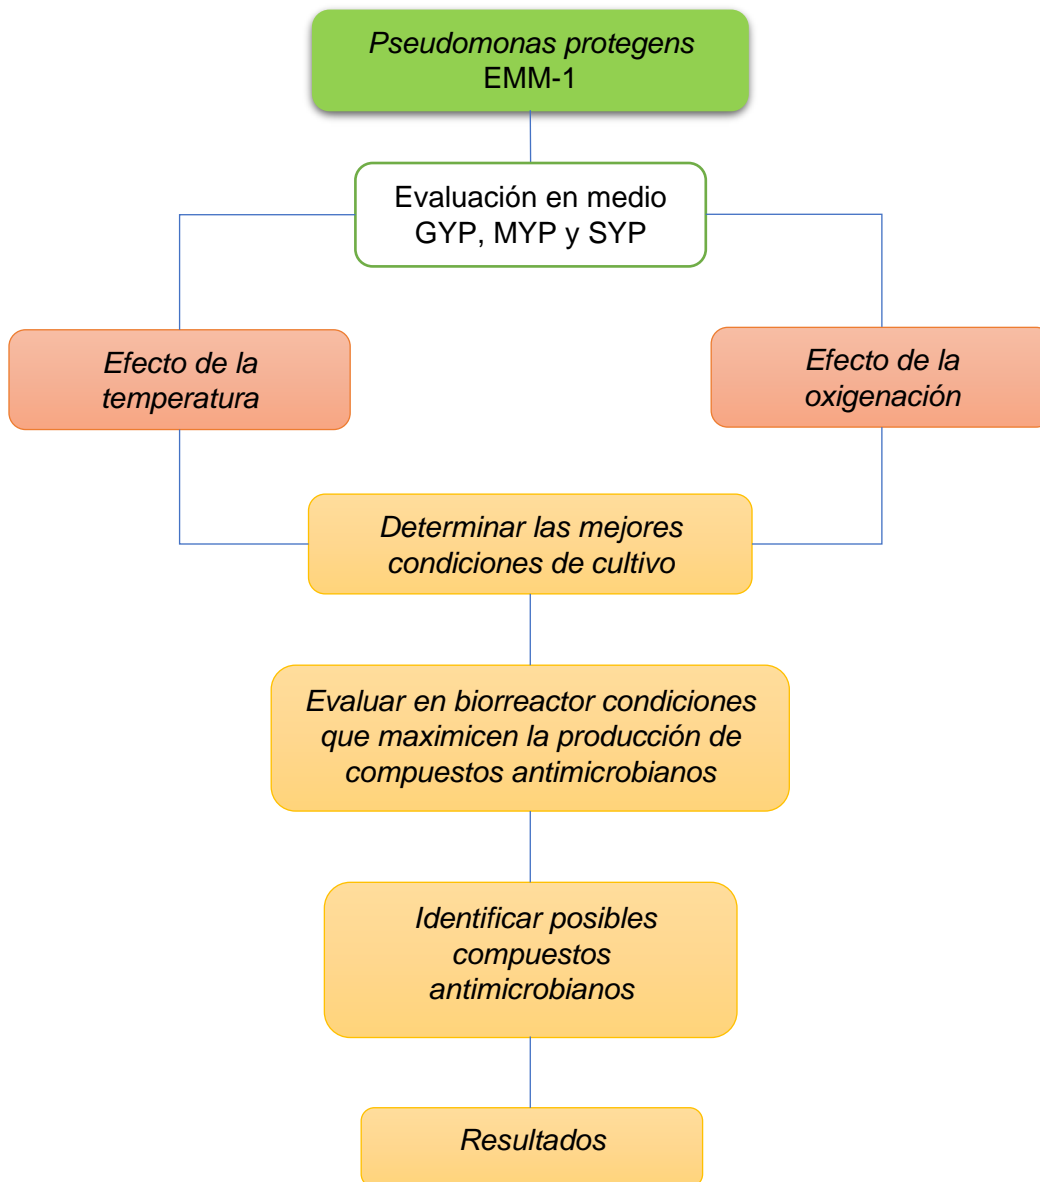 Pseudomonas protegens
EMM-1
Evaluación en medio
GYP, MYP y SYP
Efecto de la
temperatura
Efecto de la
oxigenación
Determinar las mejores
condiciones de cultivo
Evaluar en biorreactor condiciones
que maximicen la producción de
compuestos antimicrobianos
Identificar posibles
compuestos
antimicrobianos
Resultados